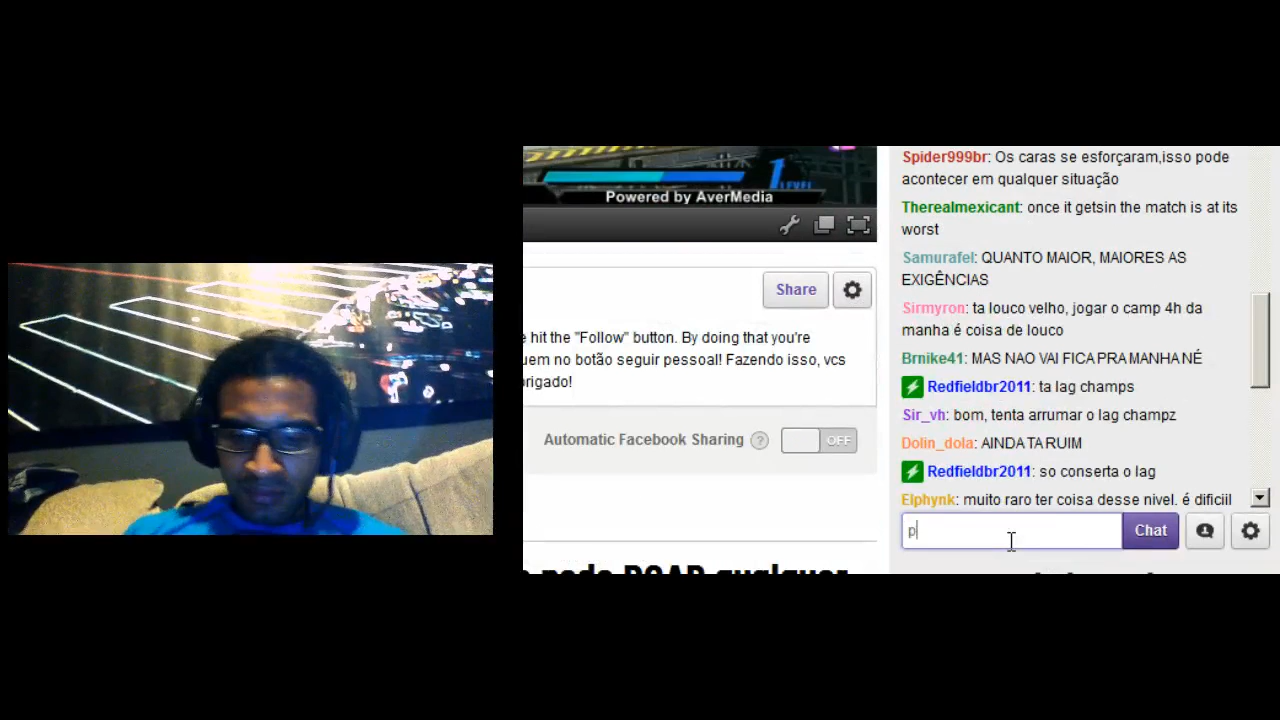 1
LEVEL
Powered by AverMedia
Share
e hit the "Follow" button. By doing that you're
uem no botão seguir pessoal! Fazendo isso, vcs
origado!
Automatic Facebook Sharing ? OFF
Spider999br: Os caras se esforçaram,isso pode
acontecer em qualquer situação
Therealmexicant: once it getsin the match is at its
worst
Samurafel: QUANTO MAIOR, MAIORES AS
EXIGÊNCIAS
Sirmyron: ta louco velho, jogar o camp 4h da
manha é coisa de louco
Brnike41: MAS NAO VAI FICA PRA MANHA NÉ
Redfieldbr2011: ta lag champs
Sir_vh: bom, tenta arrumar o lag champz
Dolin_dola: AINDA TA RUIM
Redfieldbr2011: so conserta o lag
Elphynk: muito raro ter coisa desse nivel. é dificiil
p
Chat